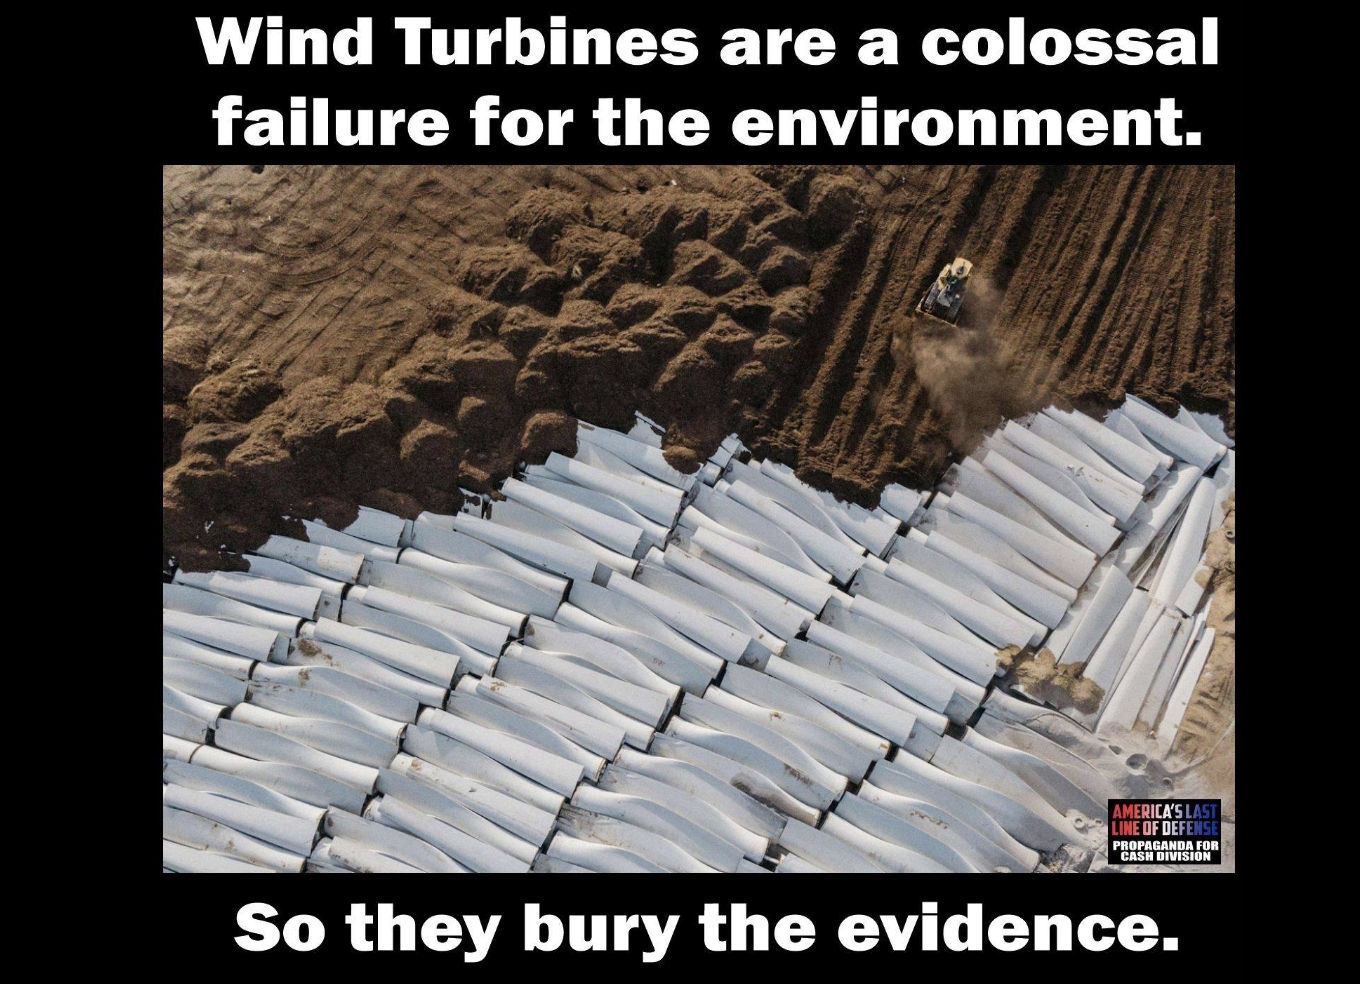 Wind Turbines are a colossal
failure for the environment.
AMERICA'S LAST
LINE OF DEFENSE
PROPAGANDA FOR
CASH DIVISION
So they bury the evidence.